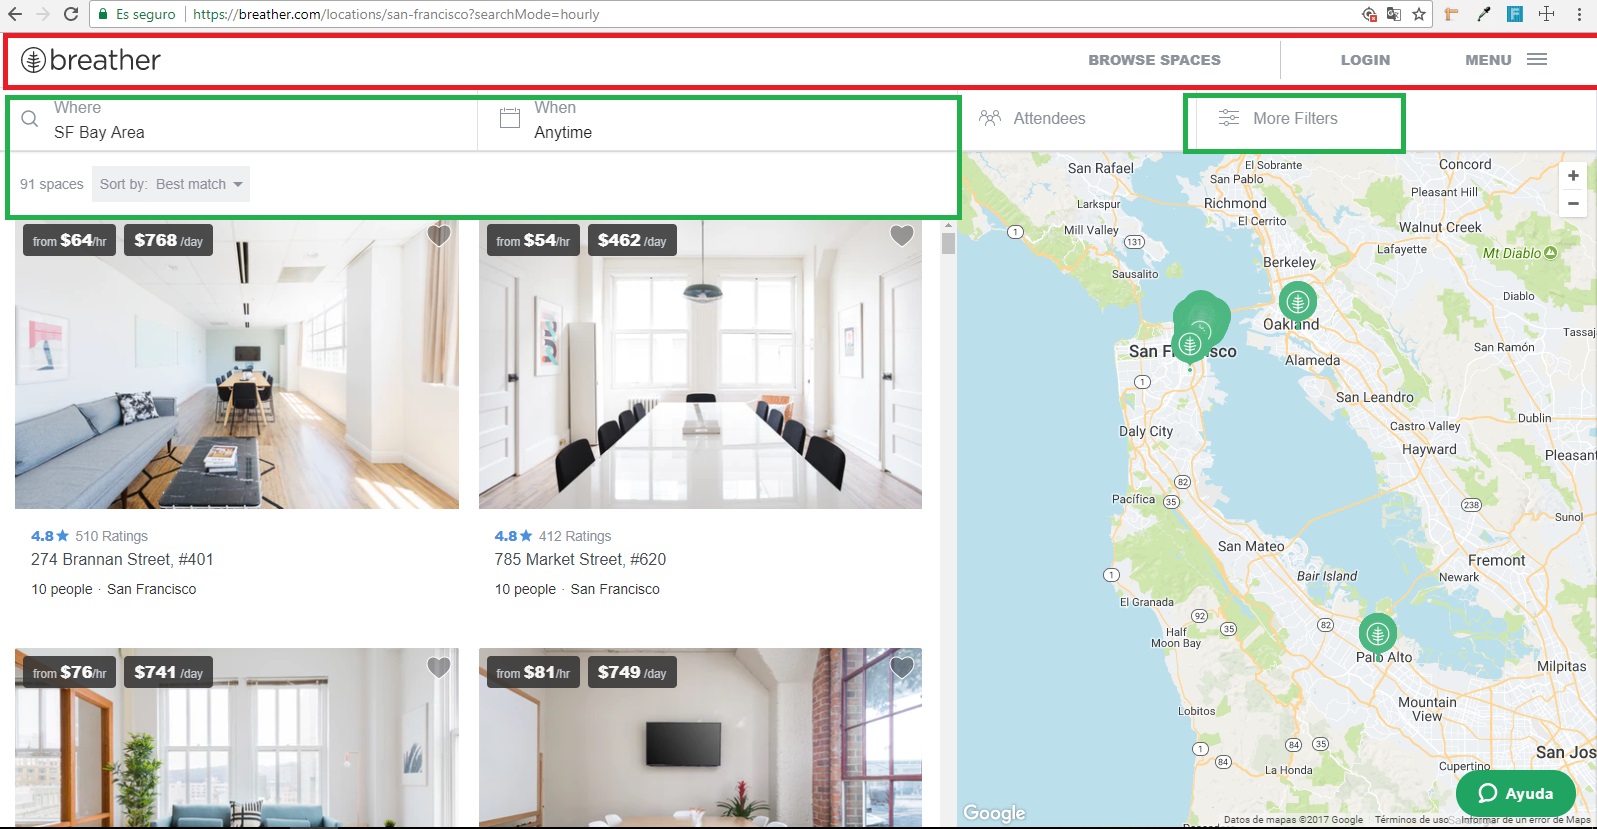 Es seguro | https://breather.com/locations/san-francisco?searchMode=hourly
breather
BROWSE SPACES
LOGIN
MENU
Where
SF Bay Area
When
Anytime
Attendees
More Filters
91 spaces
Sort by: Best match
from $64/hr
$768 /day
from $54/hr
$462 /day
4.8 510 Ratings
274 Brannan Street, #401
10 people · San Francisco
4.8 412 Ratings
785 Market Street, #620
10 people · San Francisco
from $76/hr
$741 /day
from $81/hr
$749 /day
San Rafael
El Sobrante
Concord
San Pablo
Pleasant Hill
Larkspur
Richmond
El Cerrito
Mill Valley
Walnut Creek
1
131
Lafayette
Mt Diablo
Berkeley
Sausalito
Diablo
Oakland
Tassaj
San Francisco
San Ramón
Alameda
1
San Leandro
Dublin
Castro Valley
Daly City
Hayward
Pleasant
82
Pacífica
35
238
Sunol
San Mateo
Fremont
1
Bair Island
Newark
El Granada
92
35
82
Half
Moon Bay
Palo Alto
Milpitas
Mountain
View
Lobitos
1
84
35
San Jos
84
Cupertino
La Honda
Ayuda
Google
Datos de mapas ©2017 Google
Términos de uso
Informar de un error de Maps
+
−